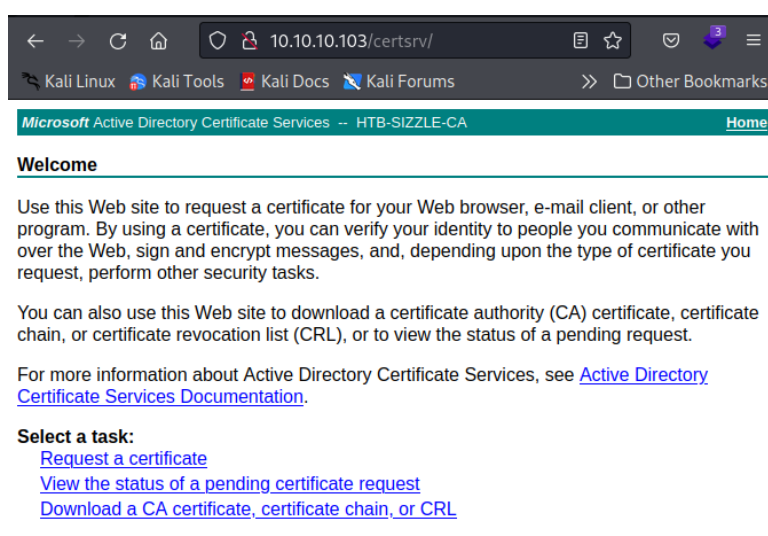 10.10.10.103/certsrv/
3
Kali Linux Kali Tools Kali Docs Kali Forums Other Bookmarks
Microsoft Active Directory Certificate Services -- HTB-SIZZLE-CA Home
Welcome
Use this Web site to request a certificate for your Web browser, e-mail client, or other
program. By using a certificate, you can verify your identity to people you communicate with
over the Web, sign and encrypt messages, and, depending upon the type of certificate you
request, perform other security tasks.
You can also use this Web site to download a certificate authority (CA) certificate, certificate
chain, or certificate revocation list (CRL), or to view the status of a pending request.
For more information about Active Directory Certificate Services, see Active Directory
Certificate Services Documentation.
Select a task:
Request a certificate
View the status of a pending certificate request
Download a CA certificate, certificate chain, or CRL